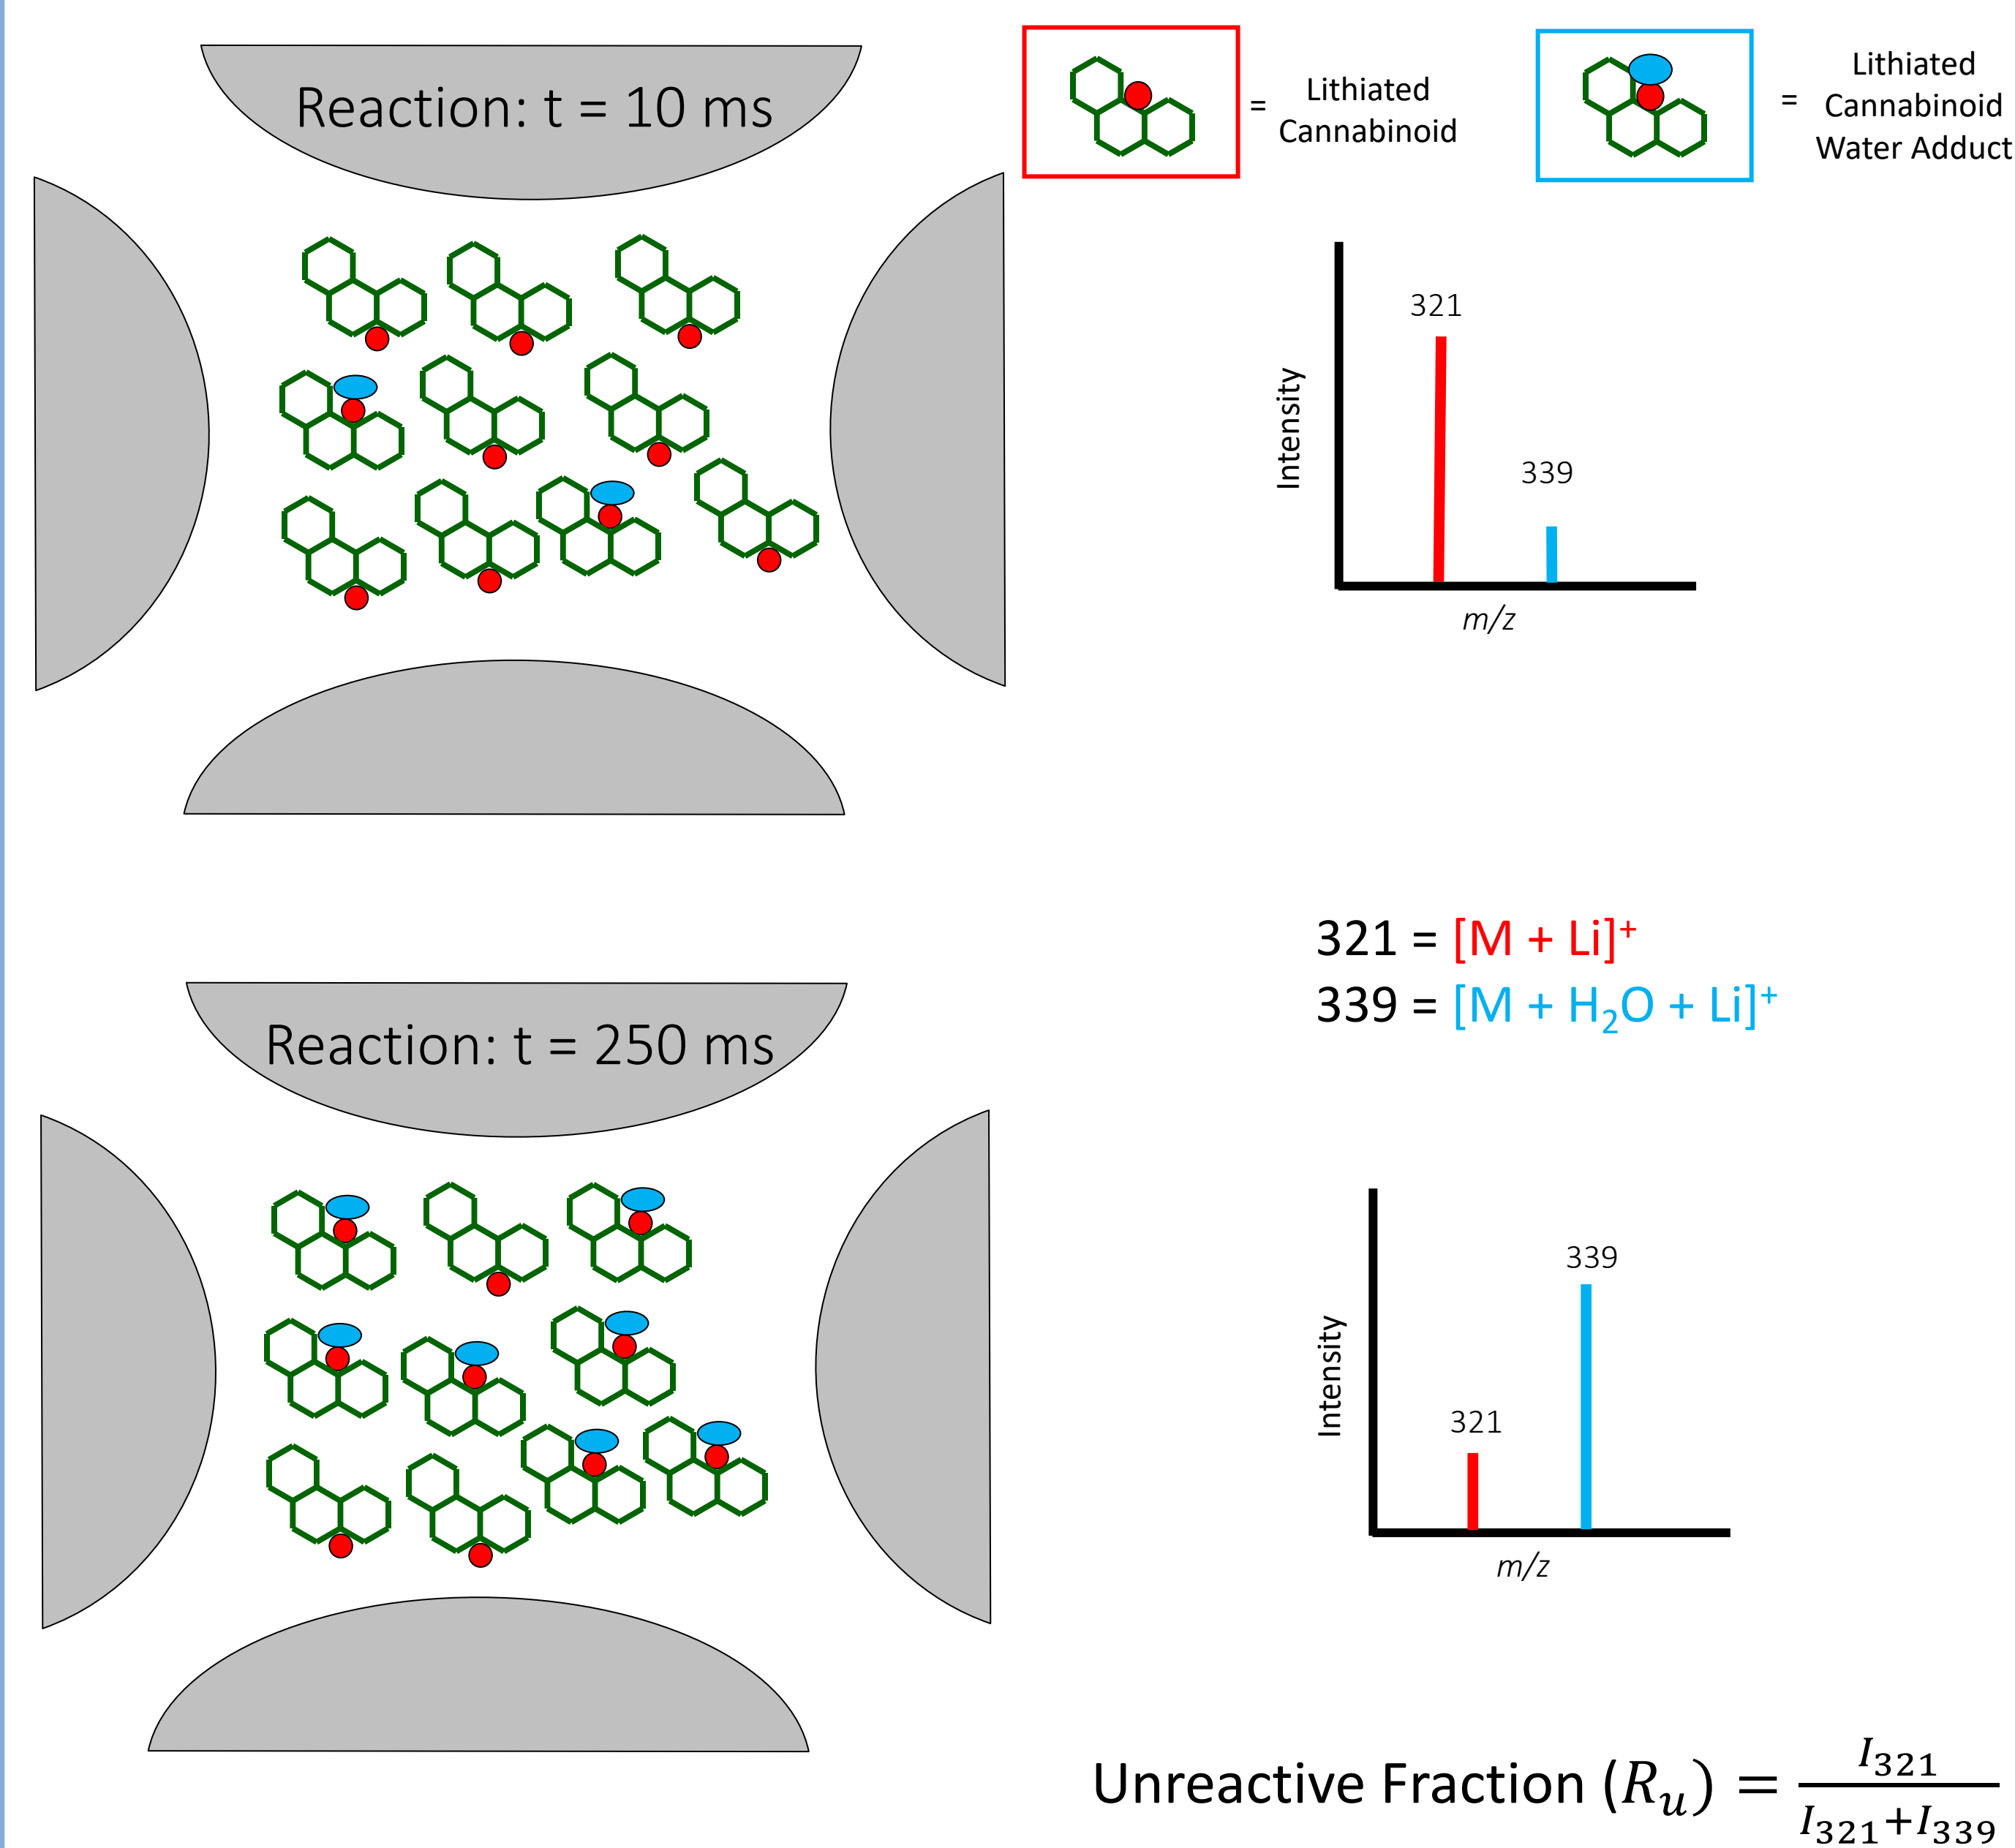 Reaction: t = 10 ms
=
Lithiated
Cannabinoid
=
Lithiated
Cannabinoid
Water Adduct
321
339
Intensity
m/z
321 = [M + Li]⁺
339 = [M + H₂O + Li]⁺
Reaction: t = 250 ms
339
321
Intensity
m/z
Unreactive Fraction (Rᵤ) = I₃₂₁ / I₃₂₁+I₃₃₉